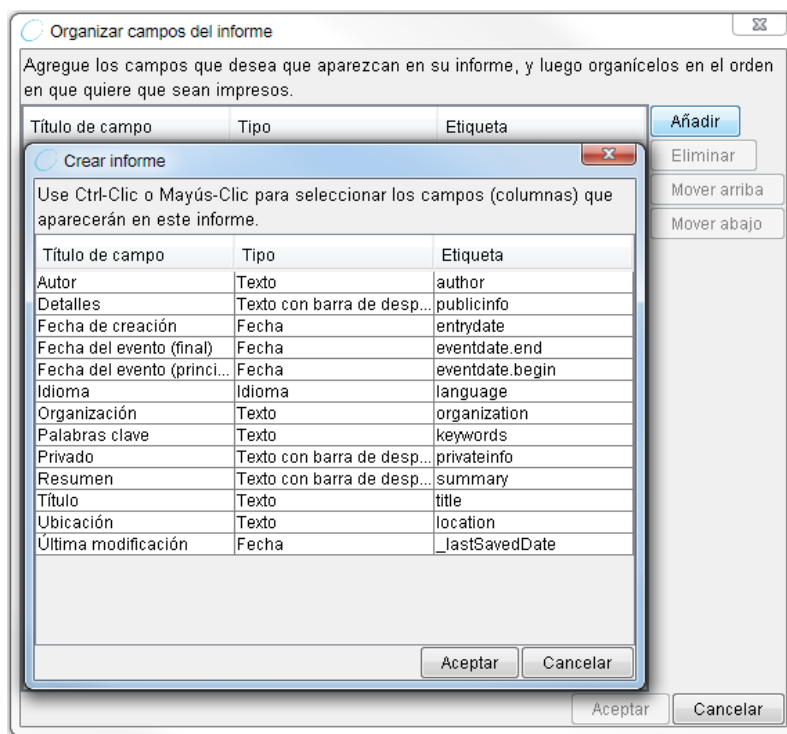 Organizar campos del informe
Agregue los campos que desea que aparezcan en su informe, y luego organícelos en el orden
en que quiere que sean impresos.
Título de campo Tipo Etiqueta Añadir
Eliminar
Mover arriba
Mover abajo
Crear informe
Use Ctrl-Clic o Mayús-Clic para seleccionar los campos (columnas) que
aparecerán en este informe.
Título de campo Tipo Etiqueta
Autor Texto author
Detalles Texto con barra de desp... publicinfo
Fecha de creación Fecha entrydate
Fecha del evento (final) Fecha eventdate.end
Fecha del evento (princi... Fecha eventdate.begin
Idioma Idioma language
Organización Texto organization
Palabras clave Texto keywords
Privado Texto con barra de desp... privateinfo
Resumen Texto con barra de desp... summary
Título Texto title
Ubicación Texto location
Última modificación Fecha _lastSavedDate
Aceptar Cancelar
Aceptar Cancelar